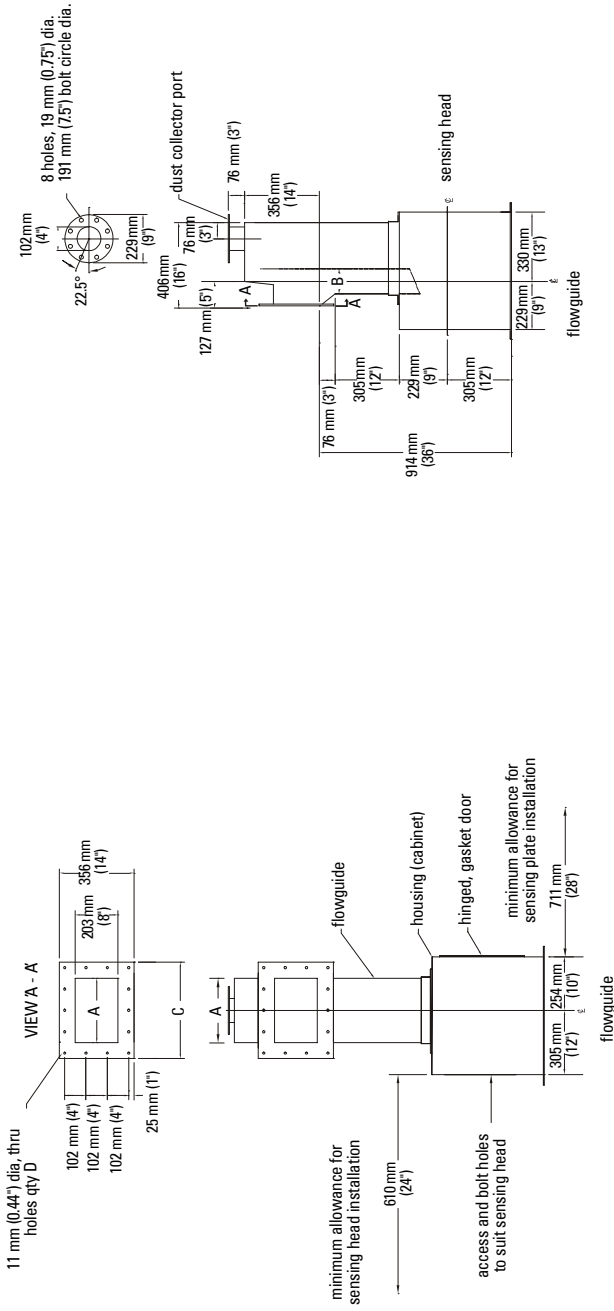 11 mm (0.44") dia, thru
holes qty D
VIEW A - A'
102 mm (4")
102 mm (4")
102 mm (4")
25 mm (1")
A
C
203 mm
(8")
356 mm
(14")
A
flowguide
housing (cabinet)
hinged, gasket door
minimum allowance for
sensing plate installation
711 mm
(28")
minimum allowance for
sensing head installation
610 mm
(24")
access and bolt holes
to suit sensing head
305 mm
(12")
254 mm
(10")
flowguide
102 mm
(4")
22.5°
229 mm
(9")
8 holes, 19 mm (0.75") dia.
191 mm (7.5") bolt circle dia.
dust collector port
76 mm (3")
356 mm
(14")
76 mm
(3")
406 mm
(16")
127 mm (5")
A
B
A
76 mm (3")
305 mm
(12")
229 mm
(9")
305 mm
(12")
914 mm
(36")
sensing head
229 mm
(9")
330 mm
(13")
flowguide